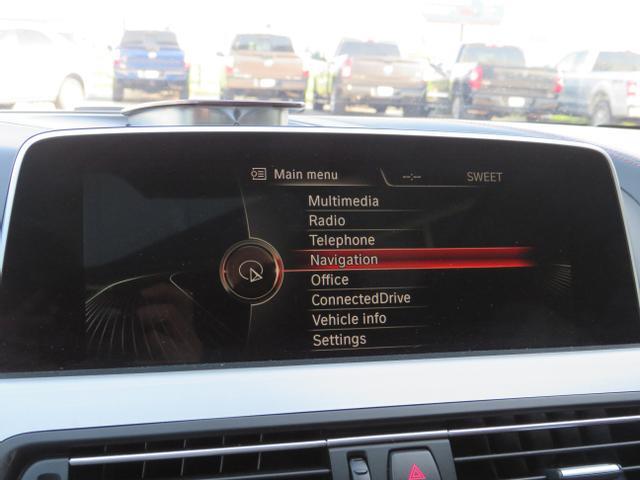 Main menu --:-- SWEET
Multimedia
Radio
Telephone
Navigation
Office
ConnectedDrive
Vehicle info
Settings